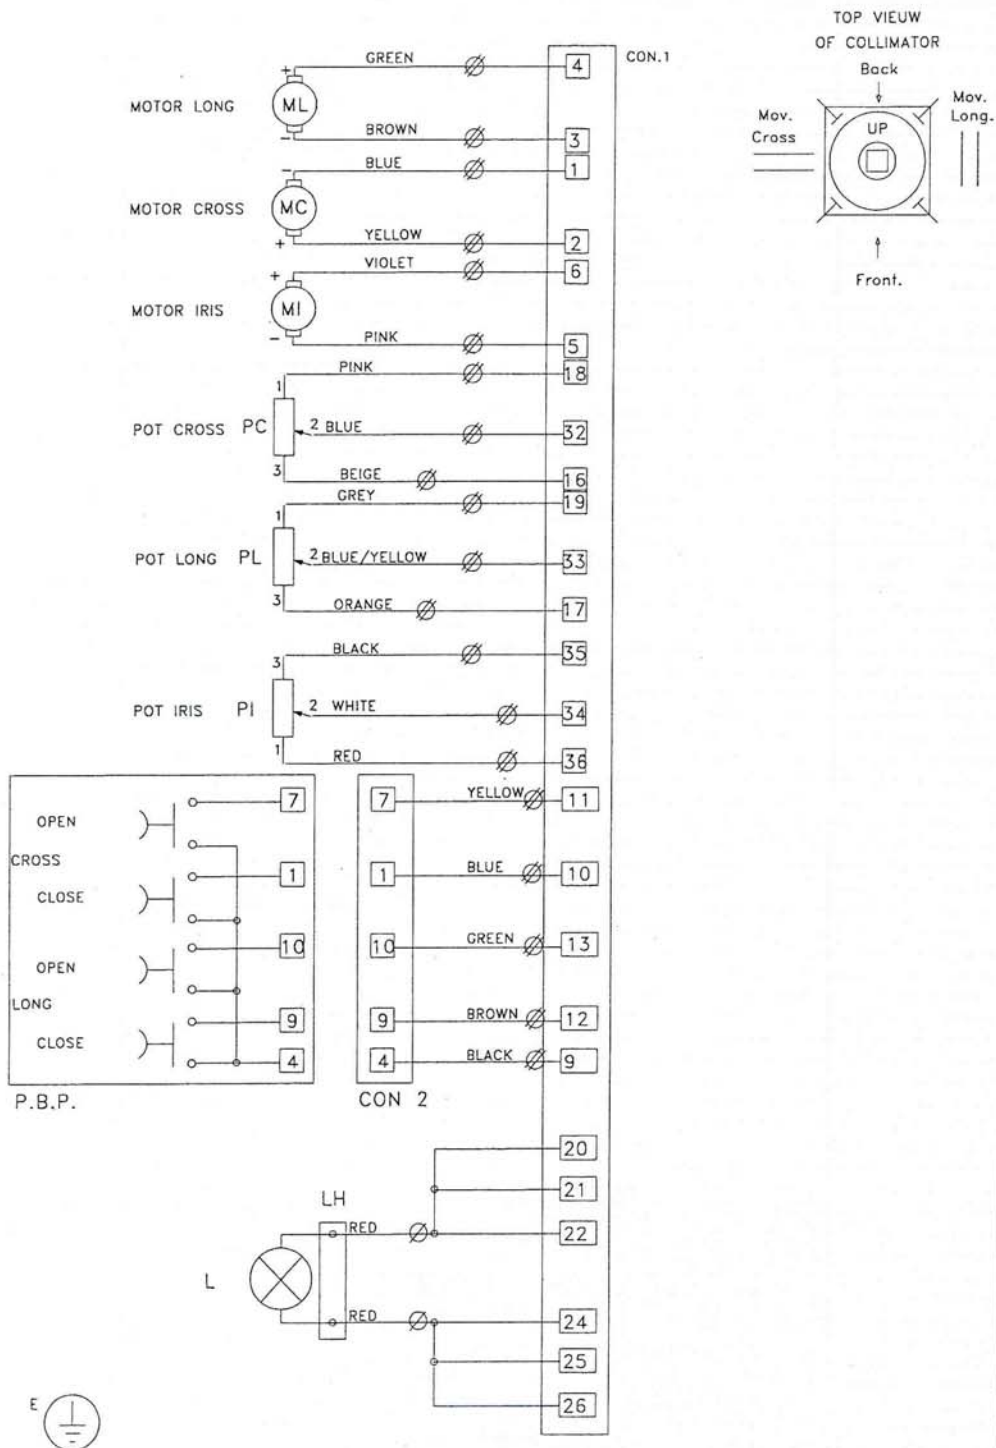 TOP VIEUW
OF COLLIMATOR
Back
Mov.
Cross
UP
Mov.
Long.
Front.
CON.1
MOTOR LONG
+
ML
-
GREEN
4
BROWN
3
MOTOR CROSS
-
MC
+
BLUE
1
YELLOW
2
MOTOR IRIS
+
MI
-
VIOLET
6
PINK
5
POT CROSS PC
1
PINK
18
2 BLUE
32
3
BEIGE
16
POT LONG PL
1
GREY
19
2 BLUE/YELLOW
33
3
ORANGE
17
POT IRIS PI
3
BLACK
35
2 WHITE
34
1
RED
36
OPEN
7
7
YELLOW
11
CROSS
CLOSE
1
1
BLUE
10
OPEN
10
10
GREEN
13
LONG
CLOSE
9
9
BROWN
12
4
4
BLACK
9
P.B.P.
CON 2
20
21
LH
RED
22
L
RED
24
25
26
E